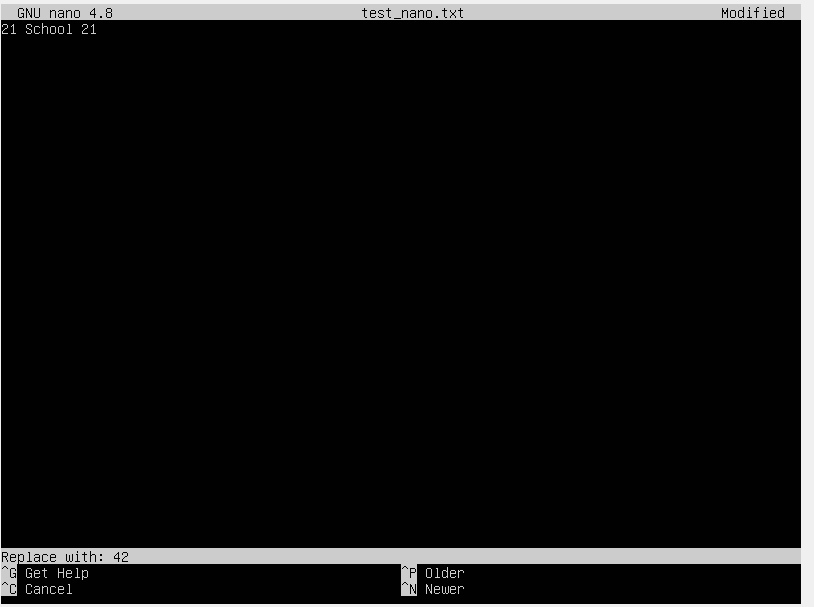 GNU nano 4.8 test_nano.txt Modified
21 School 21
Replace with: 42
^G Get Help ^P Older
^C Cancel ^N Newer